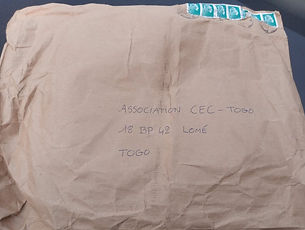 ASSOCIATION CEC - TOGO
18 BP 42 LOMÉ
TOGO